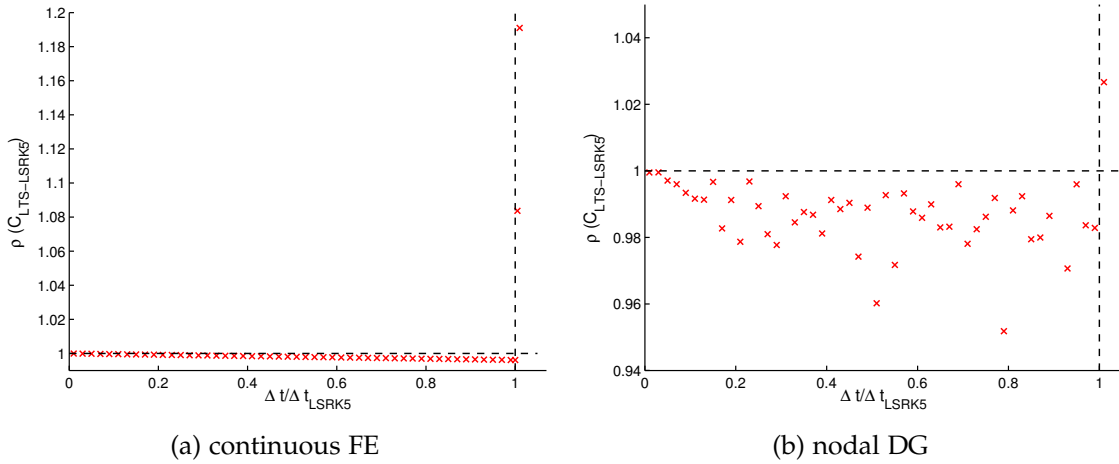 1.2
1.18
1.16
1.14
1.12
1.1
1.08
1.06
1.04
1.02
1
0 0.2 0.4 0.6 0.8 1
ρ (C_LTS−LSRK5)
Δ t/Δ t_LSRK5
(a) continuous FE
1.04
1.02
1
0.98
0.96
0.94
0 0.2 0.4 0.6 0.8 1
ρ (C_LTS−LSRK5)
Δ t/Δ t_LSRK5
(b) nodal DG